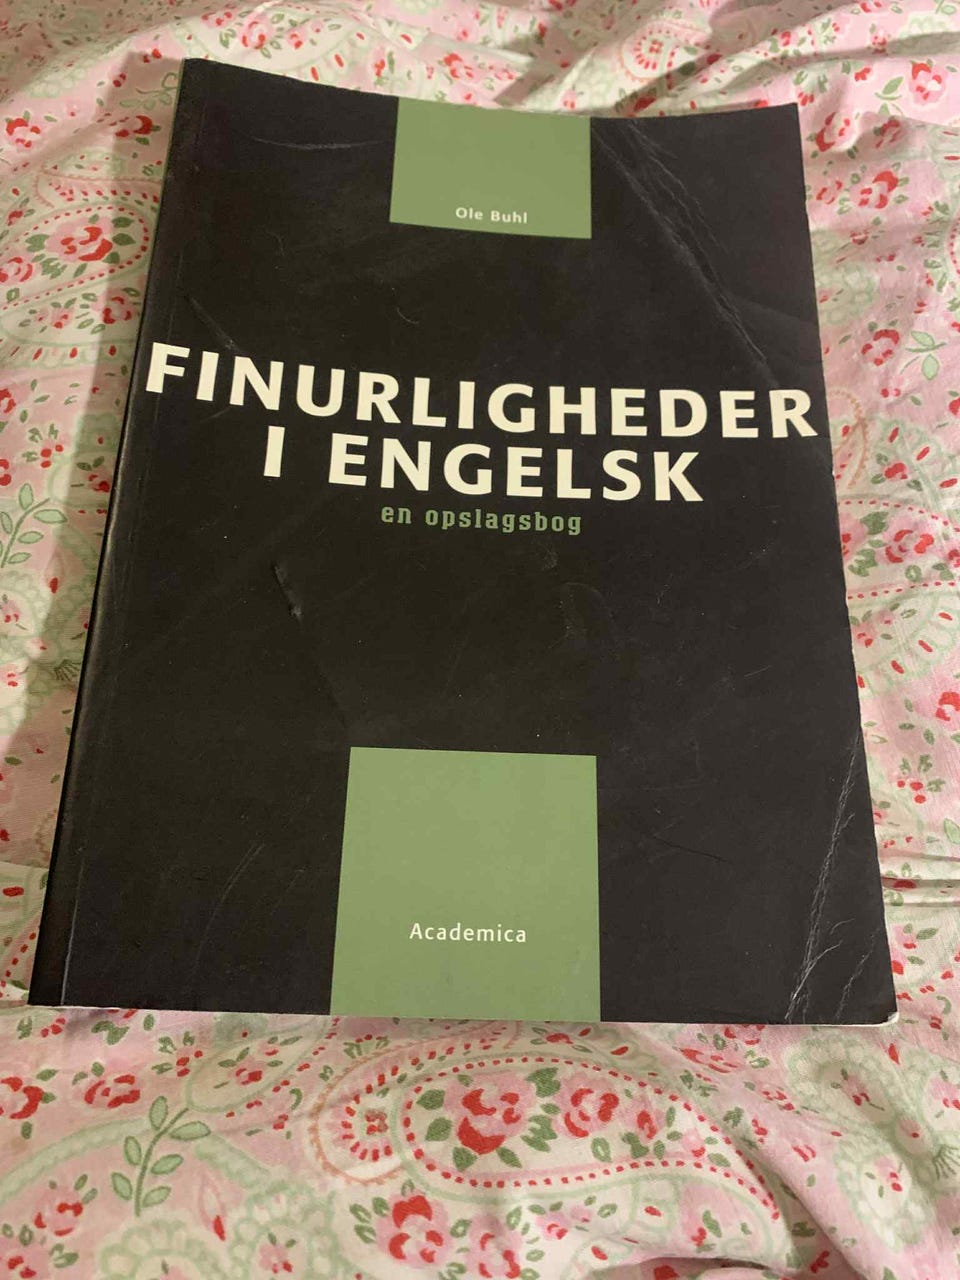 Ole Buhl
FINURLIGHEDER
I ENGELSK
en opslagsbog
Academica